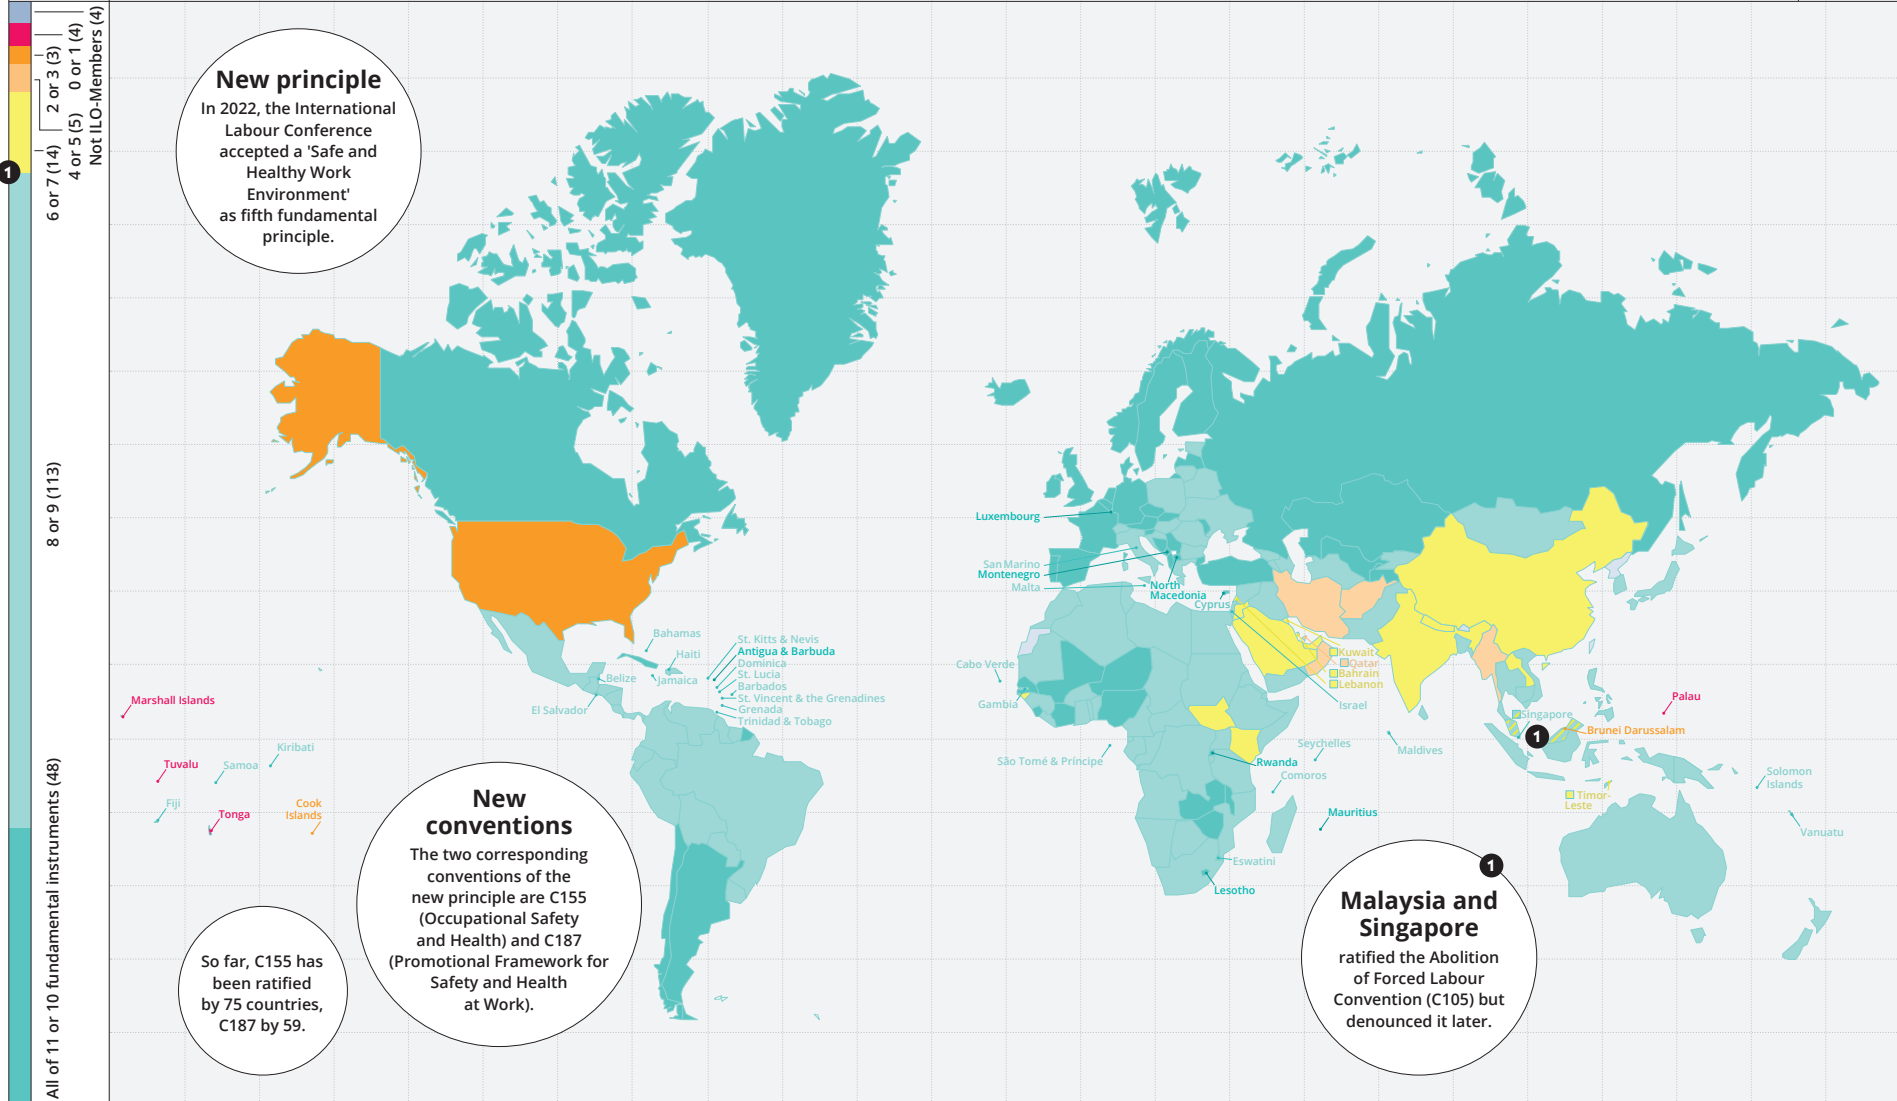 Not ILO-Members (4)
0 or 1 (4)
2 or 3 (3)
4 or 5 (5)
6 or 7 (14)
1
8 or 9 (113)
All of 11 or 10 fundamental instruments (48)
New principle
In 2022, the International
Labour Conference
accepted a 'Safe and
Healthy Work
Environment'
as fifth fundamental
principle.
Luxembourg
San Marino
Montenegro
Malta
North
Macedonia
Cyprus
Bahamas
Haiti
Jamaica
Belize
El Salvador
St. Kitts & Nevis
Antigua & Barbuda
Dominica
St. Lucia
Barbados
St. Vincent & the Grenadines
Grenada
Trinidad & Tobago
Cabo Verde
Gambia
São Tomé & Príncipe
Kuwait
Qatar
Bahrain
Lebanon
Israel
Seychelles
Maldives
Rwanda
Comoros
Mauritius
Eswatini
Lesotho
Singapore
1
Brunei Darussalam
Palau
Timor-
Leste
Solomon
Islands
Vanuatu
Marshall Islands
Kiribati
Tuvalu
Samoa
Fiji
Tonga
Cook
Islands
New
conventions
The two corresponding
conventions of the
new principle are C155
(Occupational Safety
and Health) and C187
(Promotional Framework for
Safety and Health
at Work).
So far, C155 has
been ratified
by 75 countries,
C187 by 59.
1
Malaysia and
Singapore
ratified the Abolition
of Forced Labour
Convention (C105) but
denounced it later.